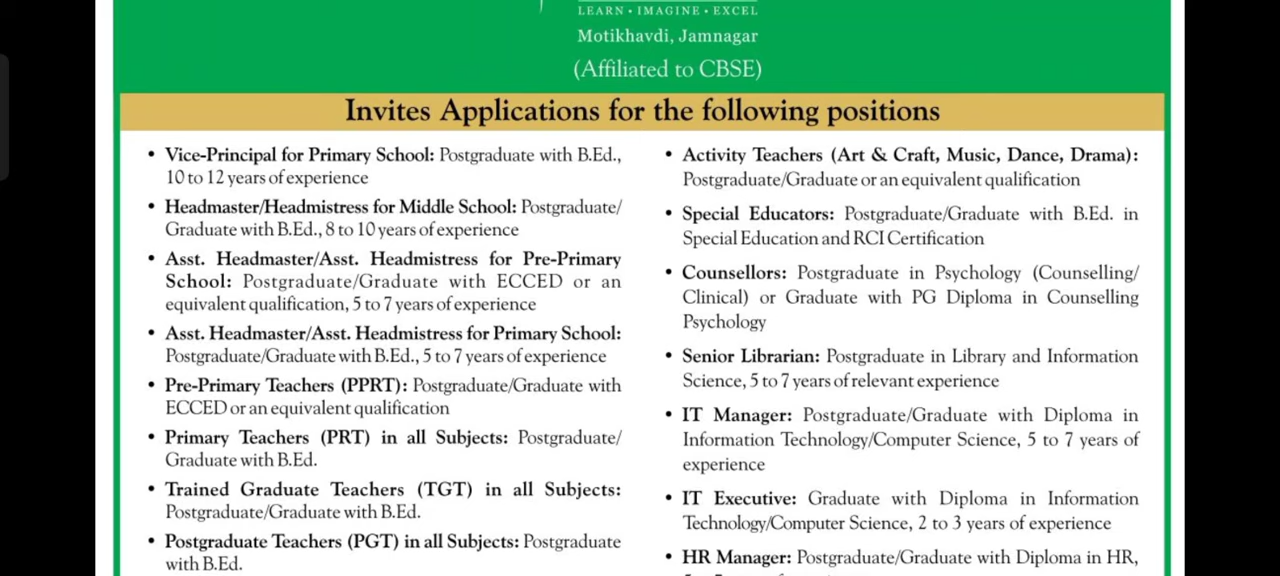 LEARN • IMAGINE • EXCEL
Motikhavdi, Jamnagar
(Affiliated to CBSE)
Invites Applications for the following positions
• Vice-Principal for Primary School: Postgraduate with B.Ed.,
10 to 12 years of experience
• Headmaster/Headmistress for Middle School: Postgraduate/
Graduate with B.Ed., 8 to 10 years of experience
• Asst. Headmaster/Asst. Headmistress for Pre-Primary
School: Postgraduate/Graduate with ECCED or an
equivalent qualification, 5 to 7 years of experience
• Asst. Headmaster/Asst. Headmistress for Primary School:
Postgraduate/Graduate with B.Ed., 5 to 7 years of experience
• Pre-Primary Teachers (PPRT): Postgraduate/Graduate with
ECCED or an equivalent qualification
• Primary Teachers (PRT) in all Subjects: Postgraduate/
Graduate with B.Ed.
• Trained Graduate Teachers (TGT) in all Subjects:
Postgraduate/Graduate with B.Ed.
• Postgraduate Teachers (PGT) in all Subjects: Postgraduate
with B.Ed.
• Activity Teachers (Art & Craft, Music, Dance, Drama):
Postgraduate/Graduate or an equivalent qualification
• Special Educators: Postgraduate/Graduate with B.Ed. in
Special Education and RCI Certification
• Counsellors: Postgraduate in Psychology (Counselling/
Clinical) or Graduate with PG Diploma in Counselling
Psychology
• Senior Librarian: Postgraduate in Library and Information
Science, 5 to 7 years of relevant experience
• IT Manager: Postgraduate/Graduate with Diploma in
Information Technology/Computer Science, 5 to 7 years of
experience
• IT Executive: Graduate with Diploma in Information
Technology/Computer Science, 2 to 3 years of experience
• HR Manager: Postgraduate/Graduate with Diploma in HR,